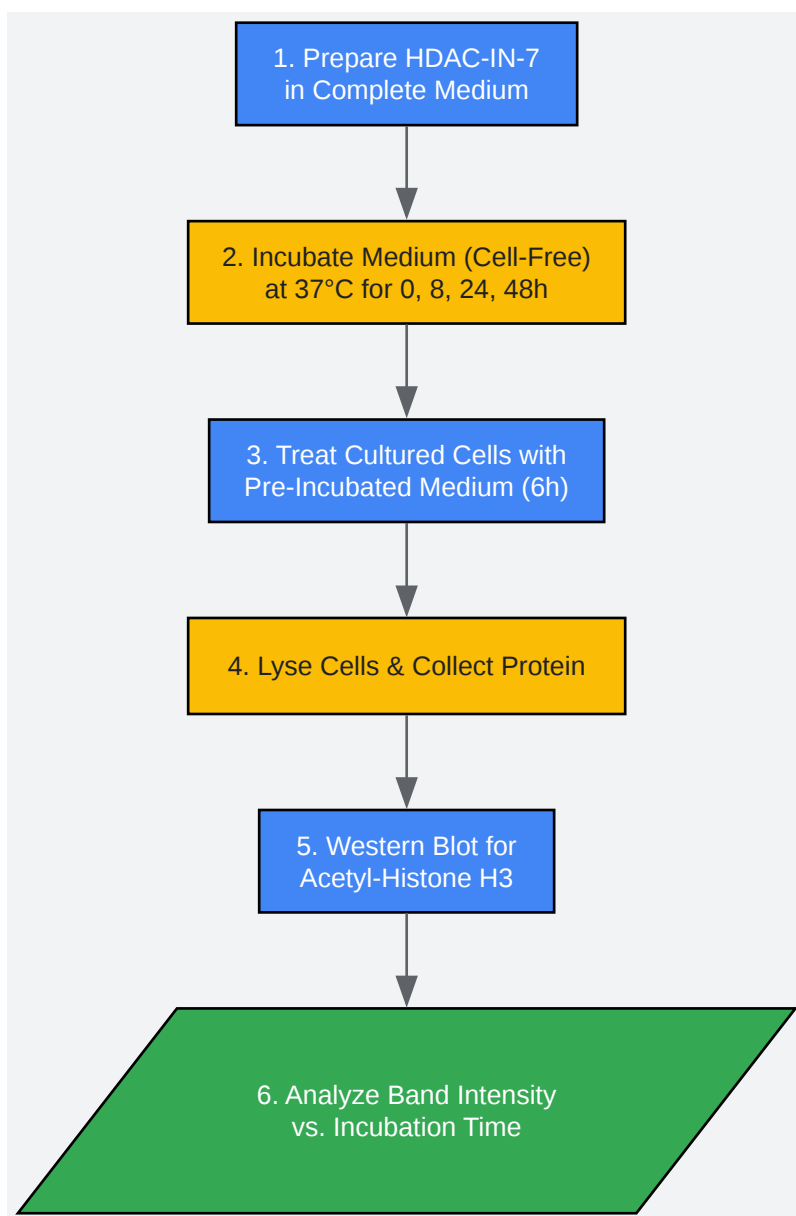 1. Prepare HDAC-IN-7
in Complete Medium
2. Incubate Medium (Cell-Free)
at 37°C for 0, 8, 24, 48h
3. Treat Cultured Cells with
Pre-Incubated Medium (6h)
4. Lyse Cells & Collect Protein
5. Western Blot for
Acetyl-Histone H3
6. Analyze Band Intensity
vs. Incubation Time